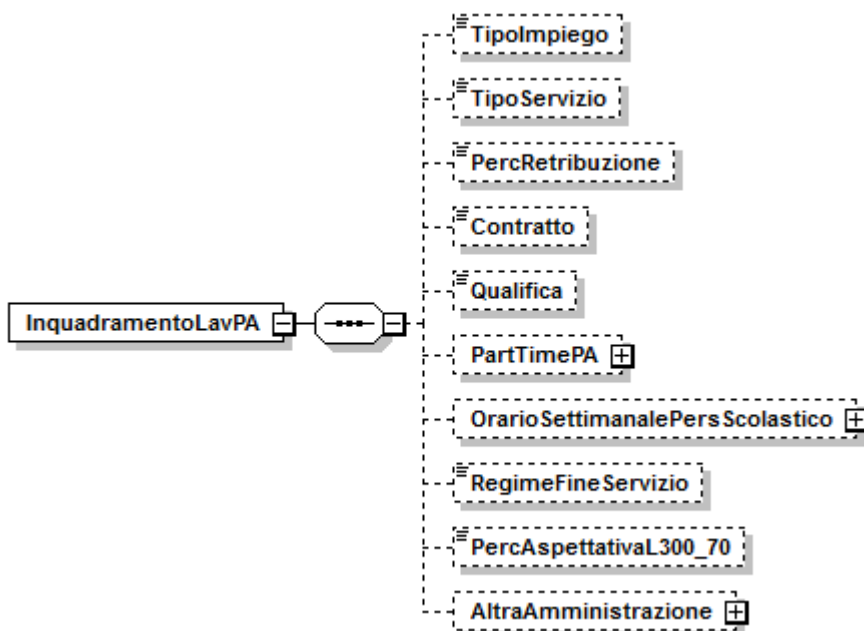 TipoImpiego
TipoServizio
PercRetribuzione
Contratto
Qualifica
InquadramentoLavPA
PartTimePA
OrarioSettimanalePersScolastico
RegimeFineServizio
PercAspettativaL300_70
AltraAmministrazione